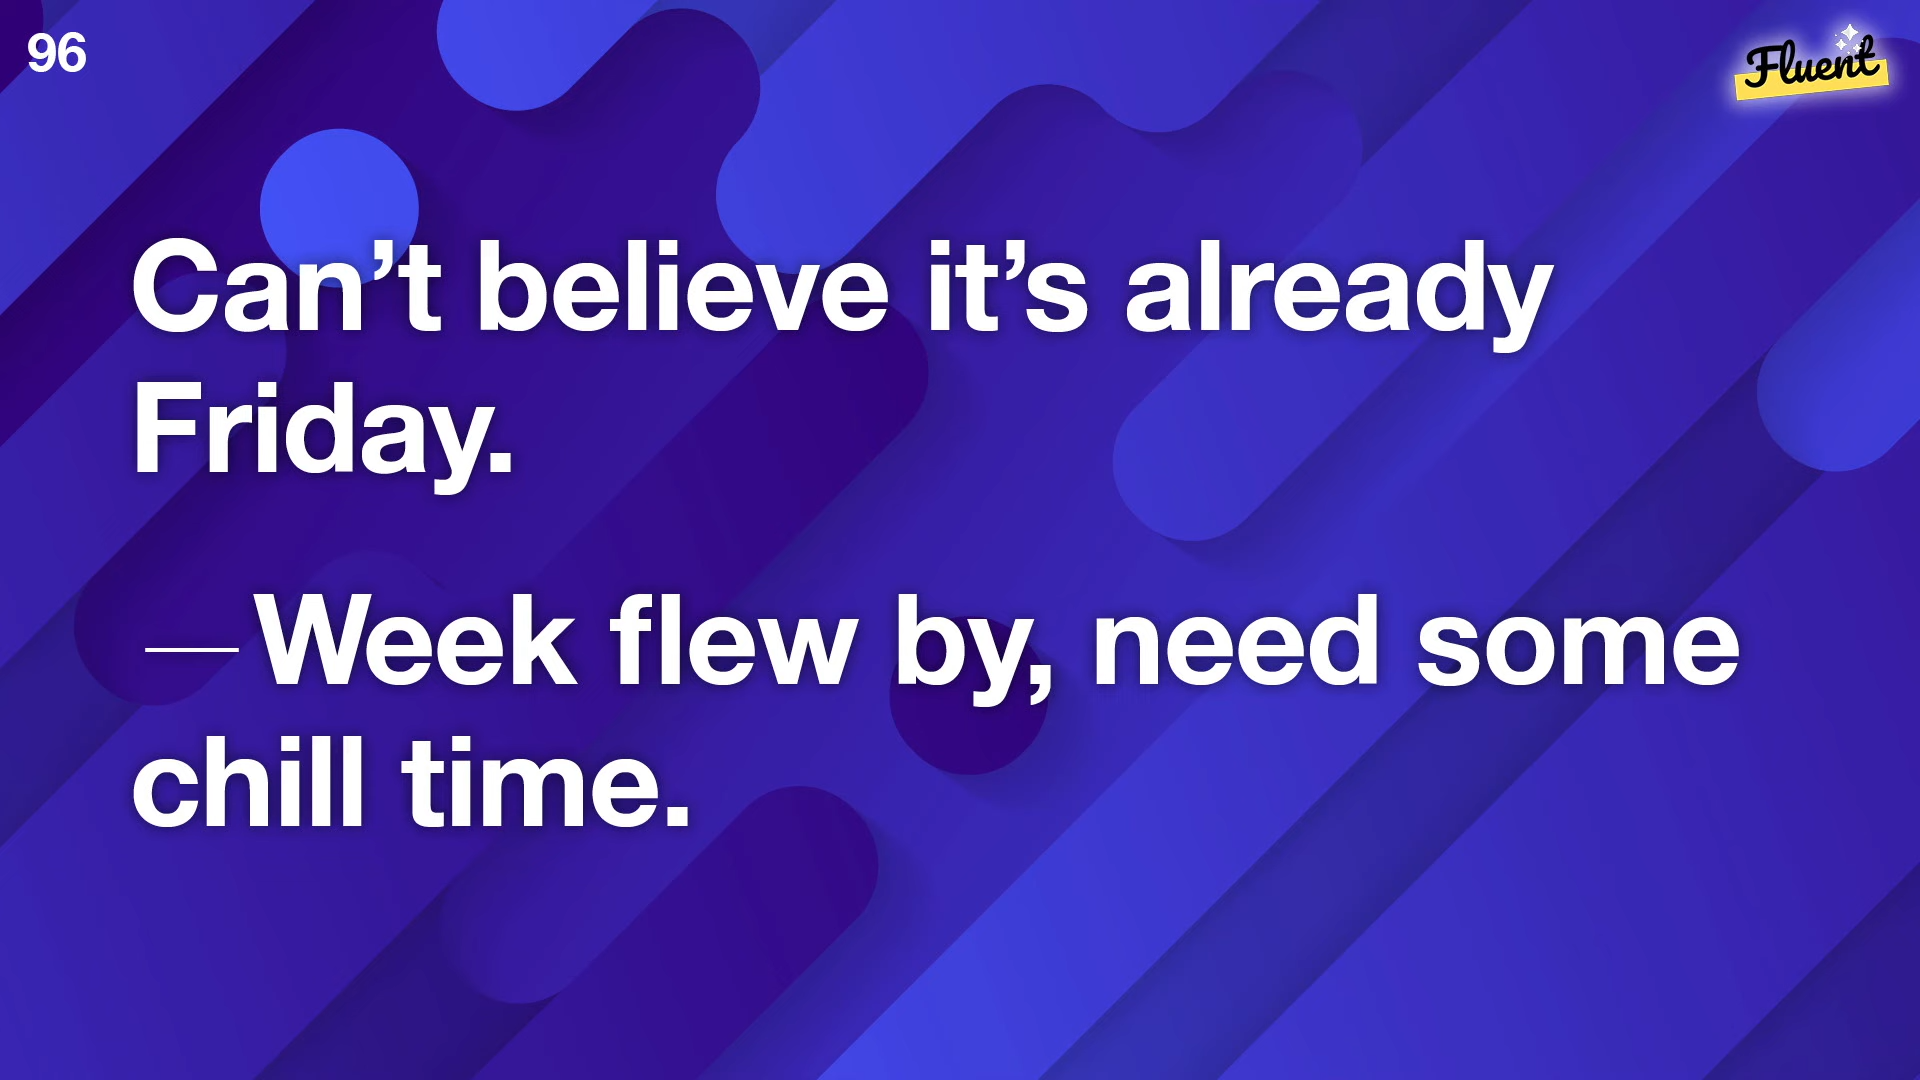 96
Fluent
Can’t believe it’s already
Friday.
—Week flew by, need some
chill time.